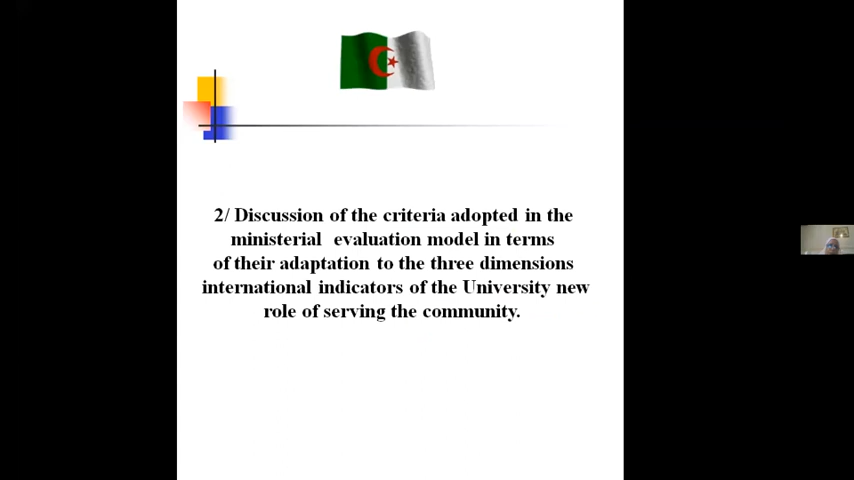 2/ Discussion of the criteria adopted in the
ministerial evaluation model in terms
of their adaptation to the three dimensions
international indicators of the University new
role of serving the community.